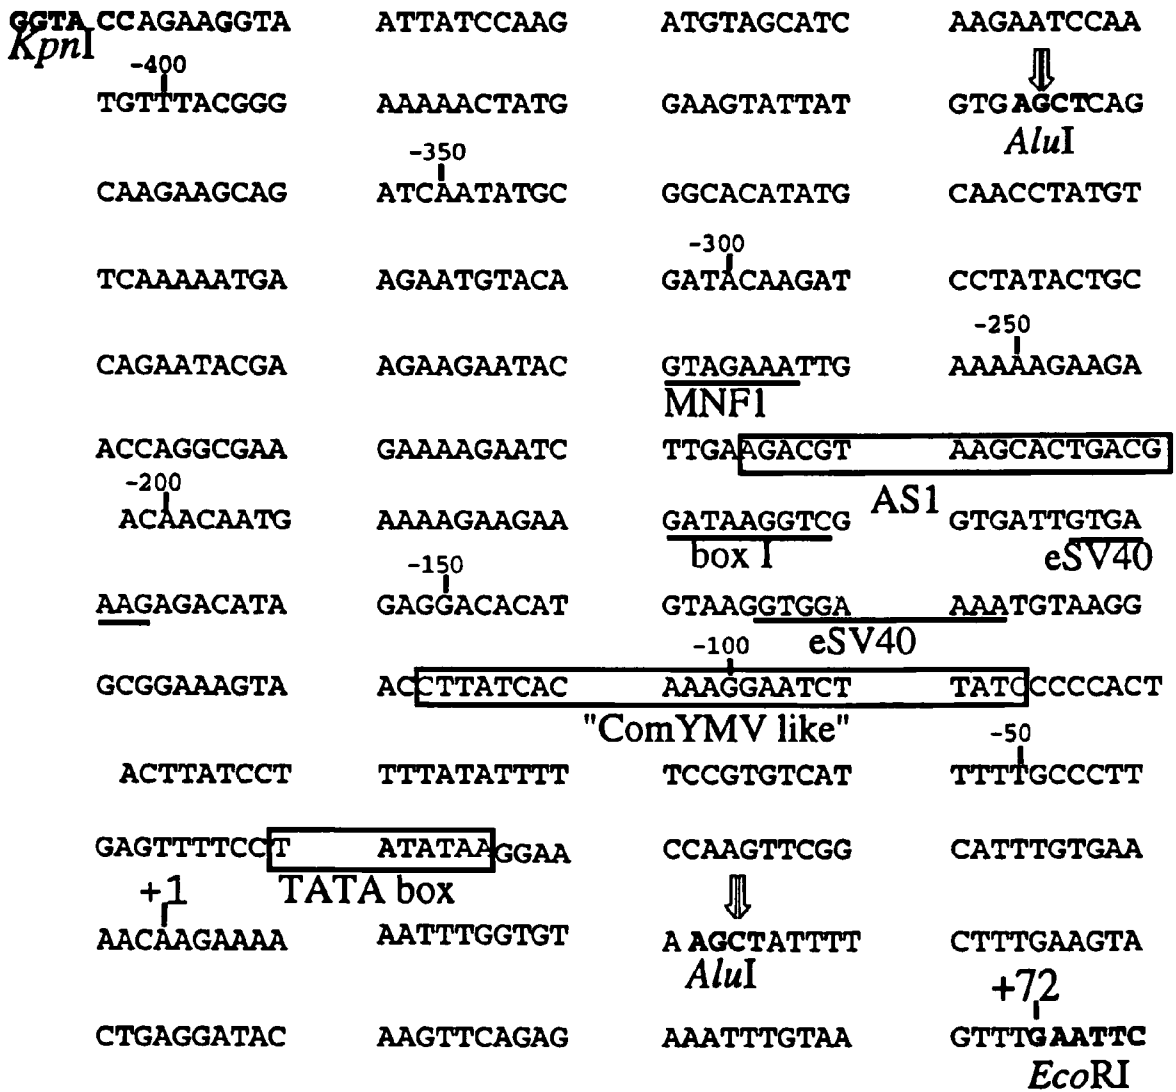 GGTA CCAGAAGGTA ATTATCCAAG ATGTAGCATC AAGAATCCAA
KpnI
-400
TGTTTACGGG AAAAACTATG GAAGTATTAT GTGAGCTCAG
AluI
-350
CAAGAAGCAG ATCAATATGC GGCACATATG CAACCTATGT
-300
TCAAAAATGA AGAATGTACA GATACAAGAT CCTATACTGC
-250
CAGAATACGA AGAAGAATAC GTAGAAATTG AAAAAGAAGA
MNF1
ACCAGGCGAA GAAAAGAATC TTGAAGACGT AAGCACTGACG
AS1
-200
ACAACAATG AAAAGAAGAA GATAAGGTCG GTGATTGTGA
box I eSV40
-150
AAGAGACATA GAGGACACAT GTAAGGTGGA AAATGTAAGG
eSV40
-100
GCGGAAAGTA ACCTTATCAC AAAGGAATCT TATCCCCCACT
"ComYMV like"
-50
ACTTATCCT TTTATATTTT TCCGTGTCAT TTTTGCCCTT
GAGTTTTCCT ATATAAGGAA CCAAGTTCGG CATTTGTGAA
TATA box
+1
AACAAGAAAA AATTTGGTGT A AGCTATTTT CTTTGAAGTA
AluI
+72
CTGAGGATAC AAGTTCAGAG AAATTTGTAA GTTTGAATTC
EcoRI